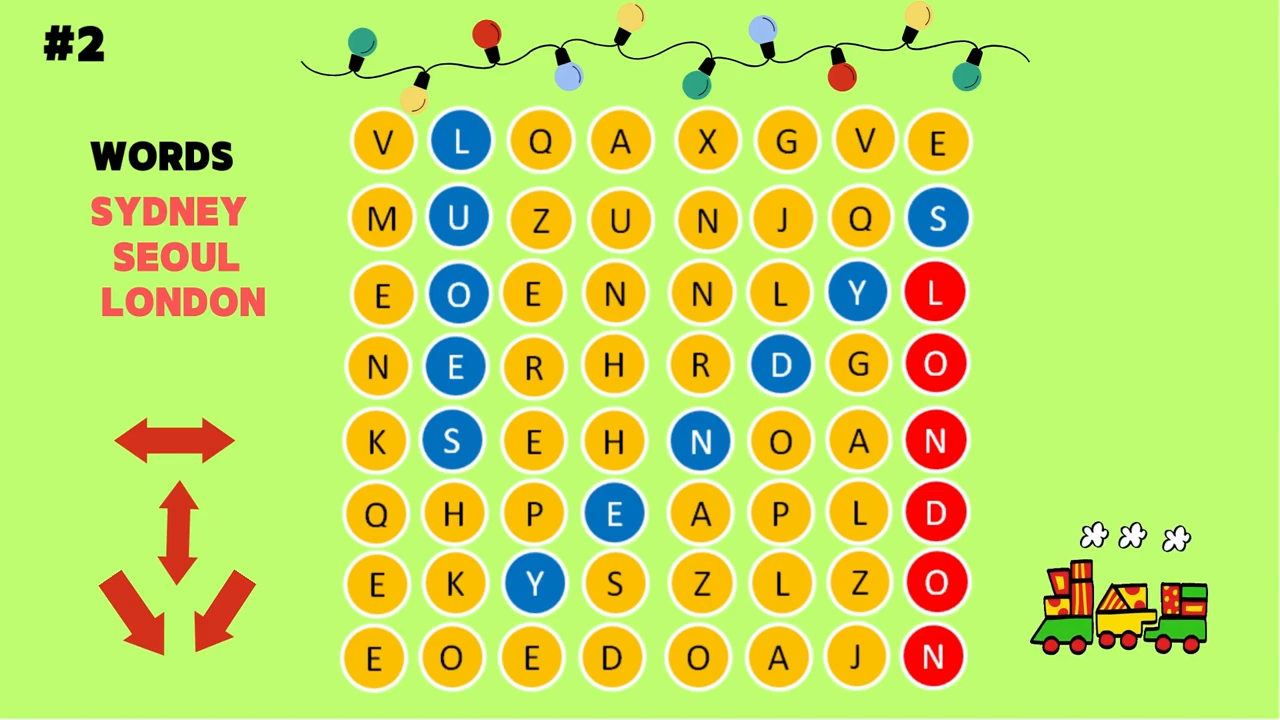 #2
WORDS
SYDNEY
SEOUL
LONDON
V L Q A X G V E
M U Z U N J Q S
E O E N N L Y L
N E R H R D G O
K S E H N O A N
Q H P E A P L D
E K Y S Z L Z O
E O E D O A J N